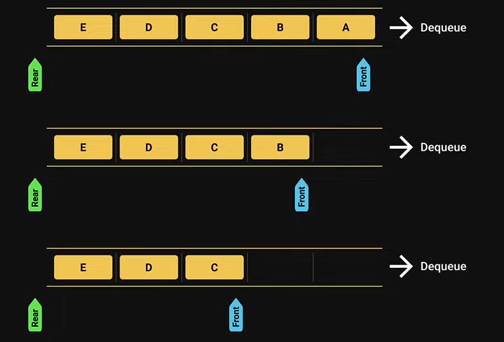 E D C B A Dequeue
Rear Front
E D C B Dequeue
Rear Front
E D C Dequeue
Rear Front